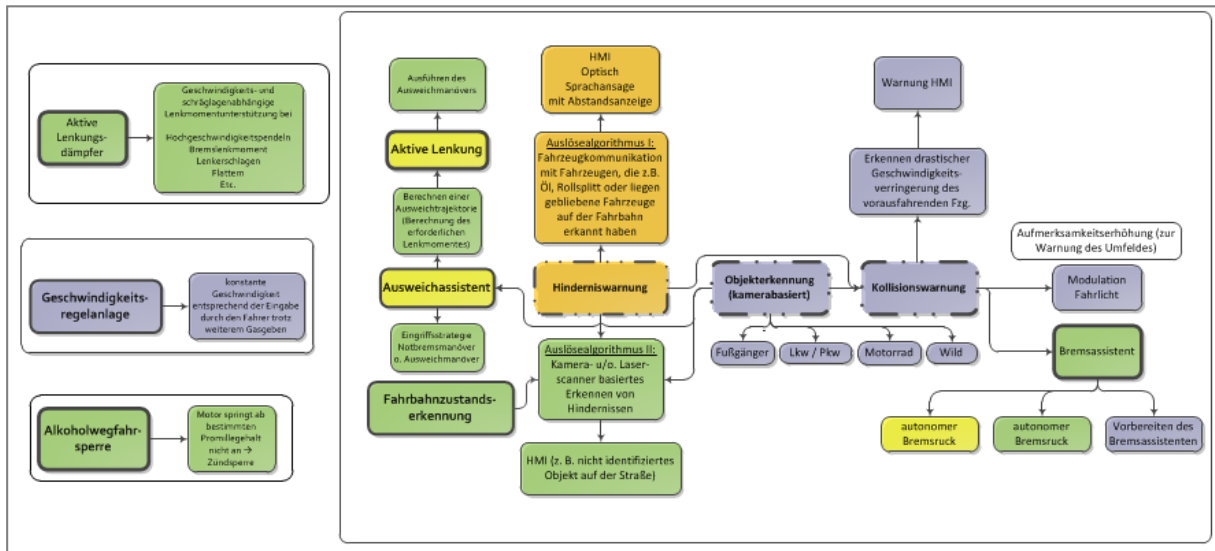 Aktive
Lenkungs-
dämpfer
Geschwindigkeits- und
schräglagenabhängige
Lenkmomentunterstützung bei
Hochgeschwindigkeitspendeln
Bremslenkmoment
Lenkerschlagen
Flattern
Etc.
Geschwindigkeits-
regelanlage
konstante
Geschwindigkeit
entsprechend der Eingabe
durch den Fahrer trotz
weiterem Gasgeben
Alkoholwegfahr-
sperre
Motor springt ab
bestimmten
Promillegehalt
nicht an →
Zündsperre
Ausführen des
Ausweichmanövers
Aktive Lenkung
Berechnen einer
Ausweichtrajektorie
(Berechnung des
erforderlichen
Lenkmomentes)
Ausweichassistent
Eingriffsstrategie
Notbremsmanöver
o. Ausweichmanöver
Fahrbahnzustands-
erkennung
HMI
Optisch
Sprachansage
mit Abstandsanzeige
Auslösealgorithmus I:
Fahrzeugkommunikation
mit Fahrzeugen, die z.B.
Öl, Rollsplitt oder liegen
gebliebene Fahrzeuge
auf der Fahrbahn
erkannt haben
Hinderniswarnung
Auslösealgorithmus II:
Kamera- u/o. Laser-
scanner basiertes
Erkennen von
Hindernissen
HMI (z. B. nicht identifiziertes
Objekt auf der Straße)
Objekterkennung
(kamerabasiert)
Fußgänger
Lkw / Pkw
Motorrad
Wild
Warnung HMI
Erkennen drastischer
Geschwindigkeits-
verringerung des
vorausfahrenden Fzg.
Kollisionswarnung
Aufmerksamkeitserhöhung (zur
Warnung des Umfeldes)
Modulation
Fahrlicht
Bremsassistent
autonomer
Bremsruck
autonomer
Bremsruck
Vorbereiten des
Bremsassistenten